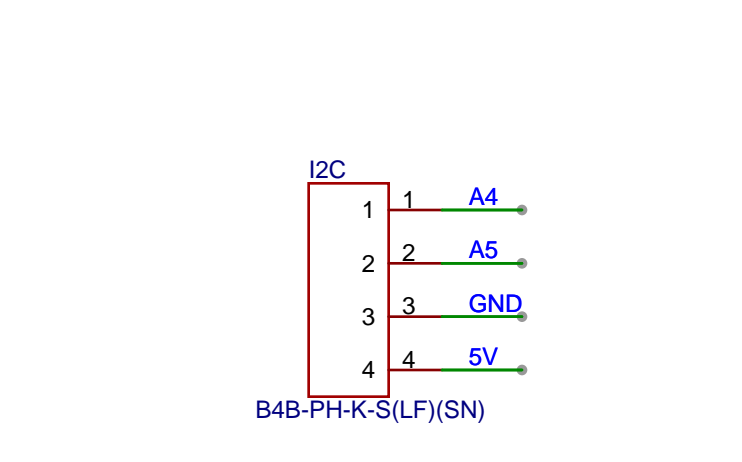 I2C
1 1 A4
2 2 A5
3 3 GND
4 4 5V
B4B-PH-K-S(LF)(SN)